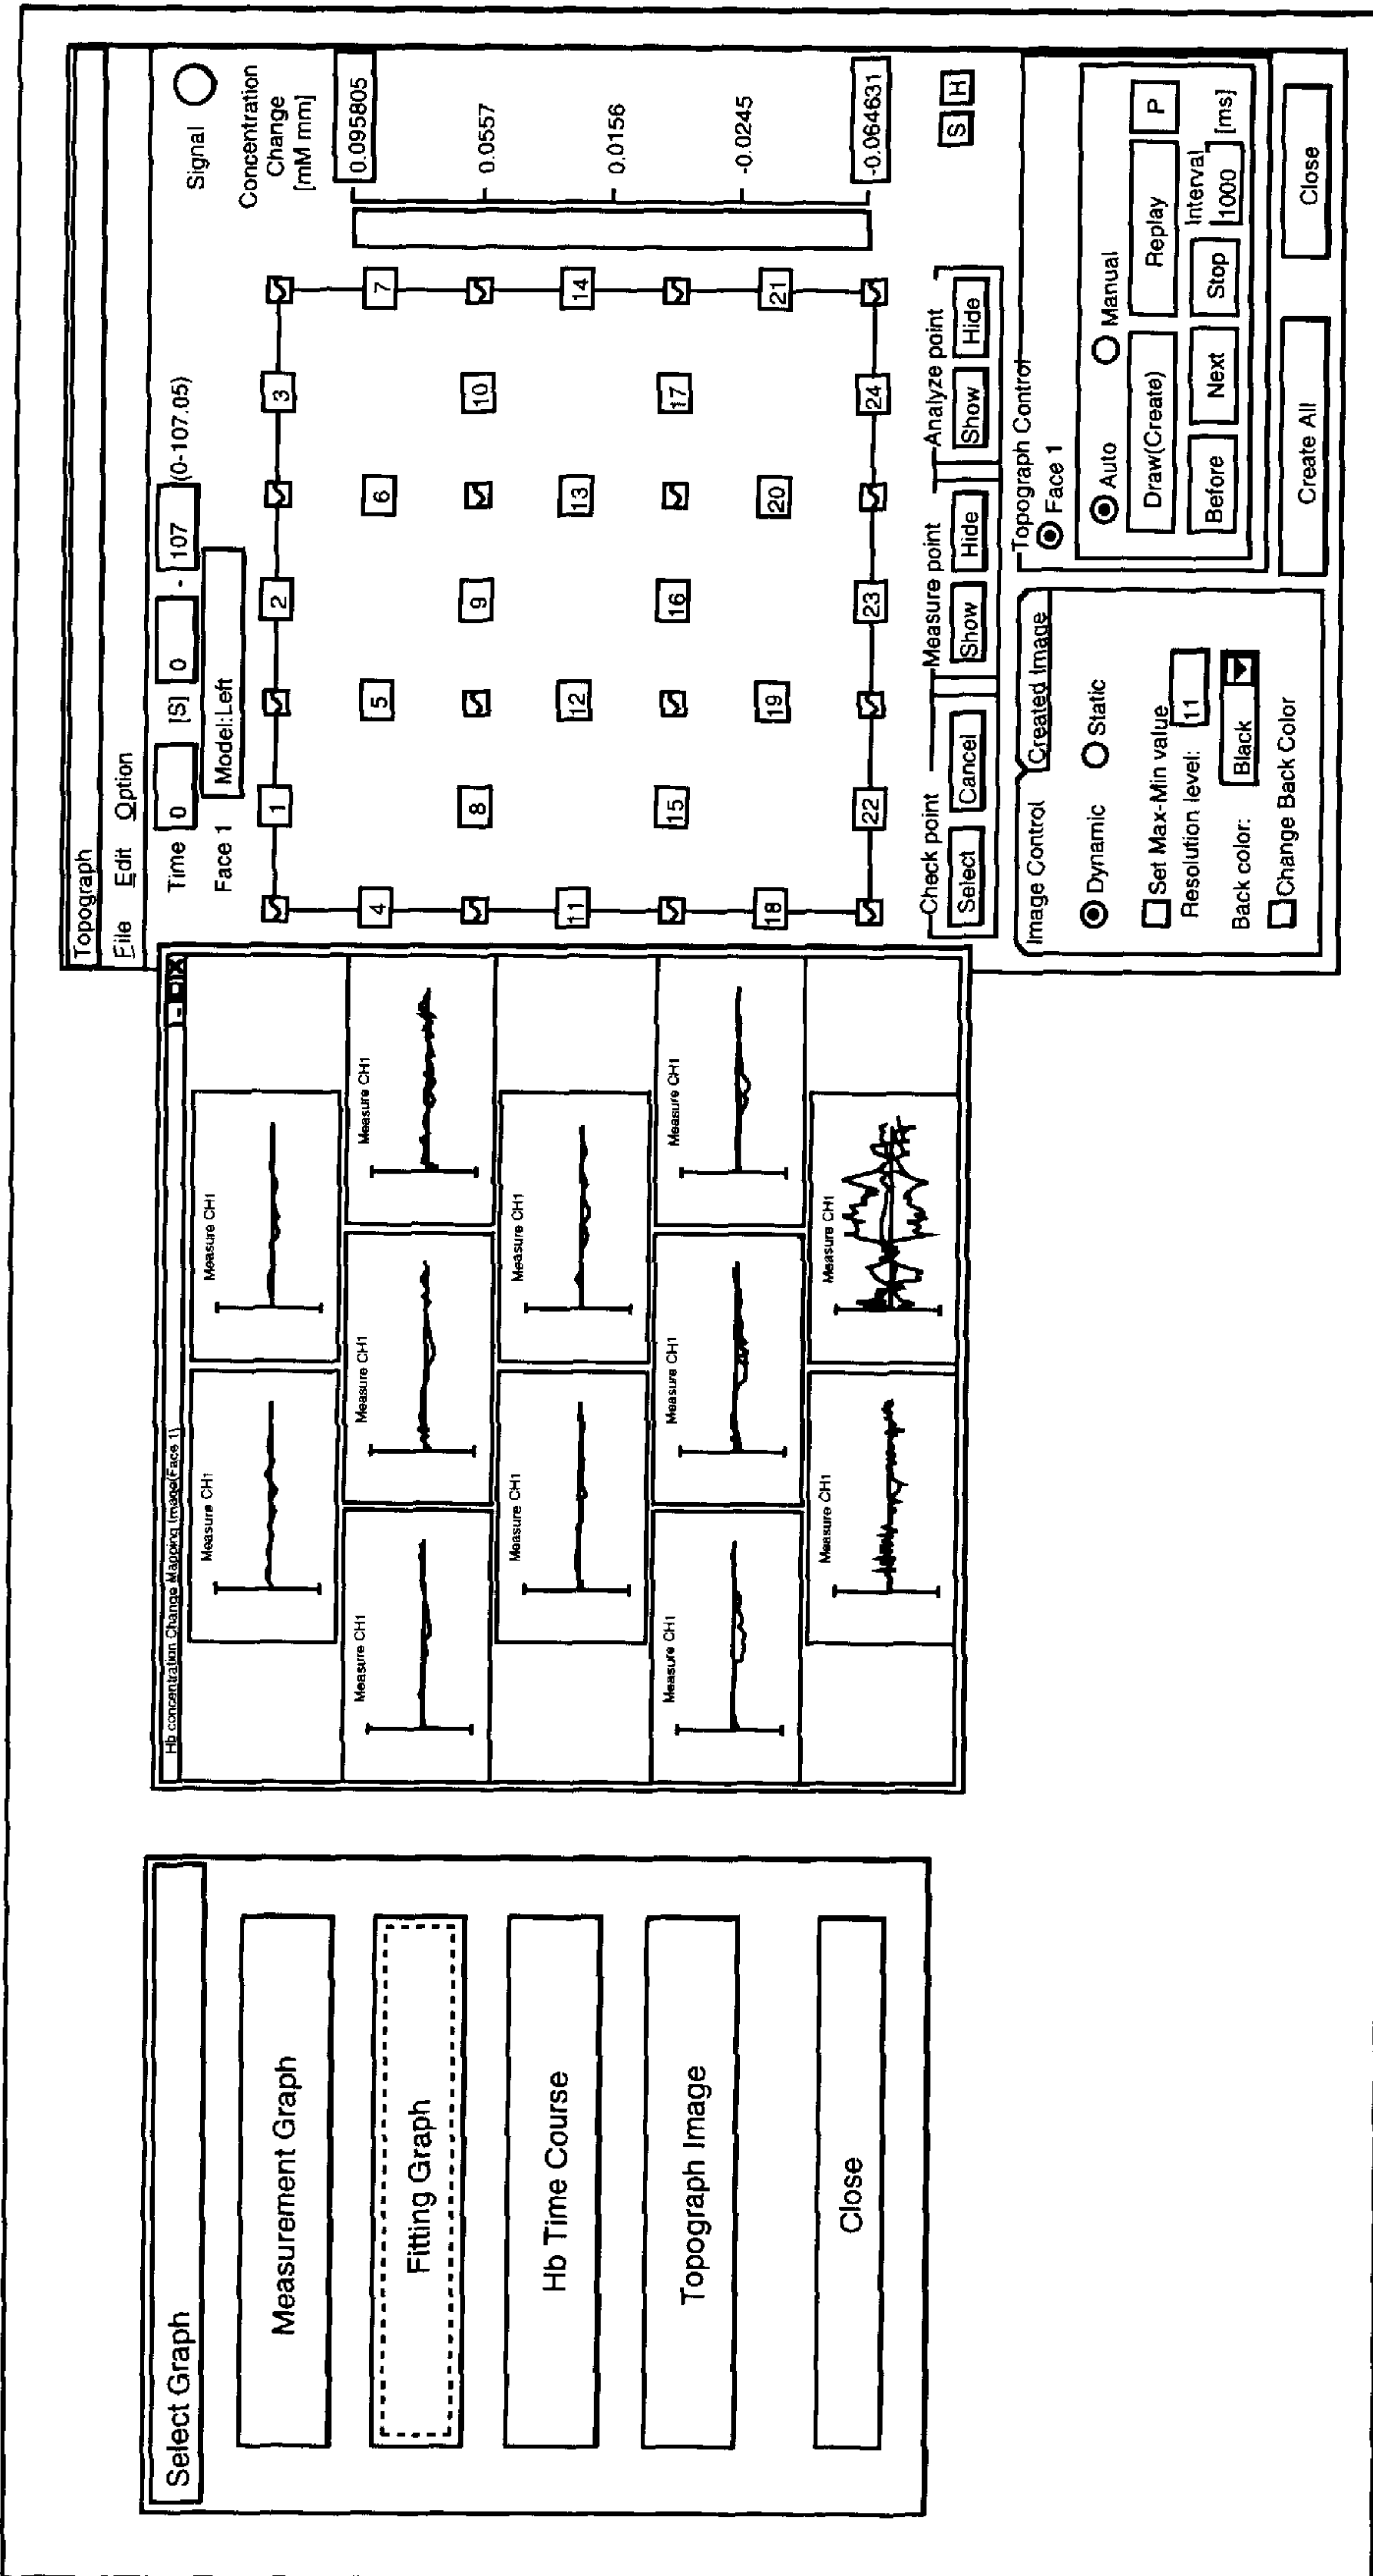 Select Graph
Measurement Graph
Fitting Graph
Hb Time Course
Topograph Image
Close
Hb concentration Change Mapping Image(Face 1)
Measure CH1
Measure CH1
Measure CH1
Measure CH1
Measure CH1
Measure CH1
Measure CH1
Measure CH1
Measure CH1
Measure CH1
Measure CH1
Measure CH1
Topograph
File Edit Option
Time 0 [S] 0 - 107 (0-107.05)
Signal
Face 1 Model:Left
Concentration
Change
[mM mm]
1 2 3
4 5 6 7
8 9 10
11 12 13 14
15 16 17
18 19 20 21
22 23 24
0.095805
0.0557
0.0156
-0.0245
-0.064631
Check point Measure point Analyze point
Select Cancel Show Hide Show Hide
S H
Image Control Created Image
Dynamic Static
Set Max-Min value
Resolution level: 11
Back color: Black
Change Back Color
Topograph Control
Face 1
Auto Manual
Draw(Create) Replay P
Before Next Stop Interval 1000 [ms]
Create All Close